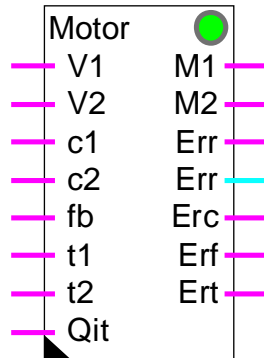 Motor
V1 M1
V2 M2
c1 Err
c2 Err
fb Erc
t1 Erf
t2 Ert
Qit